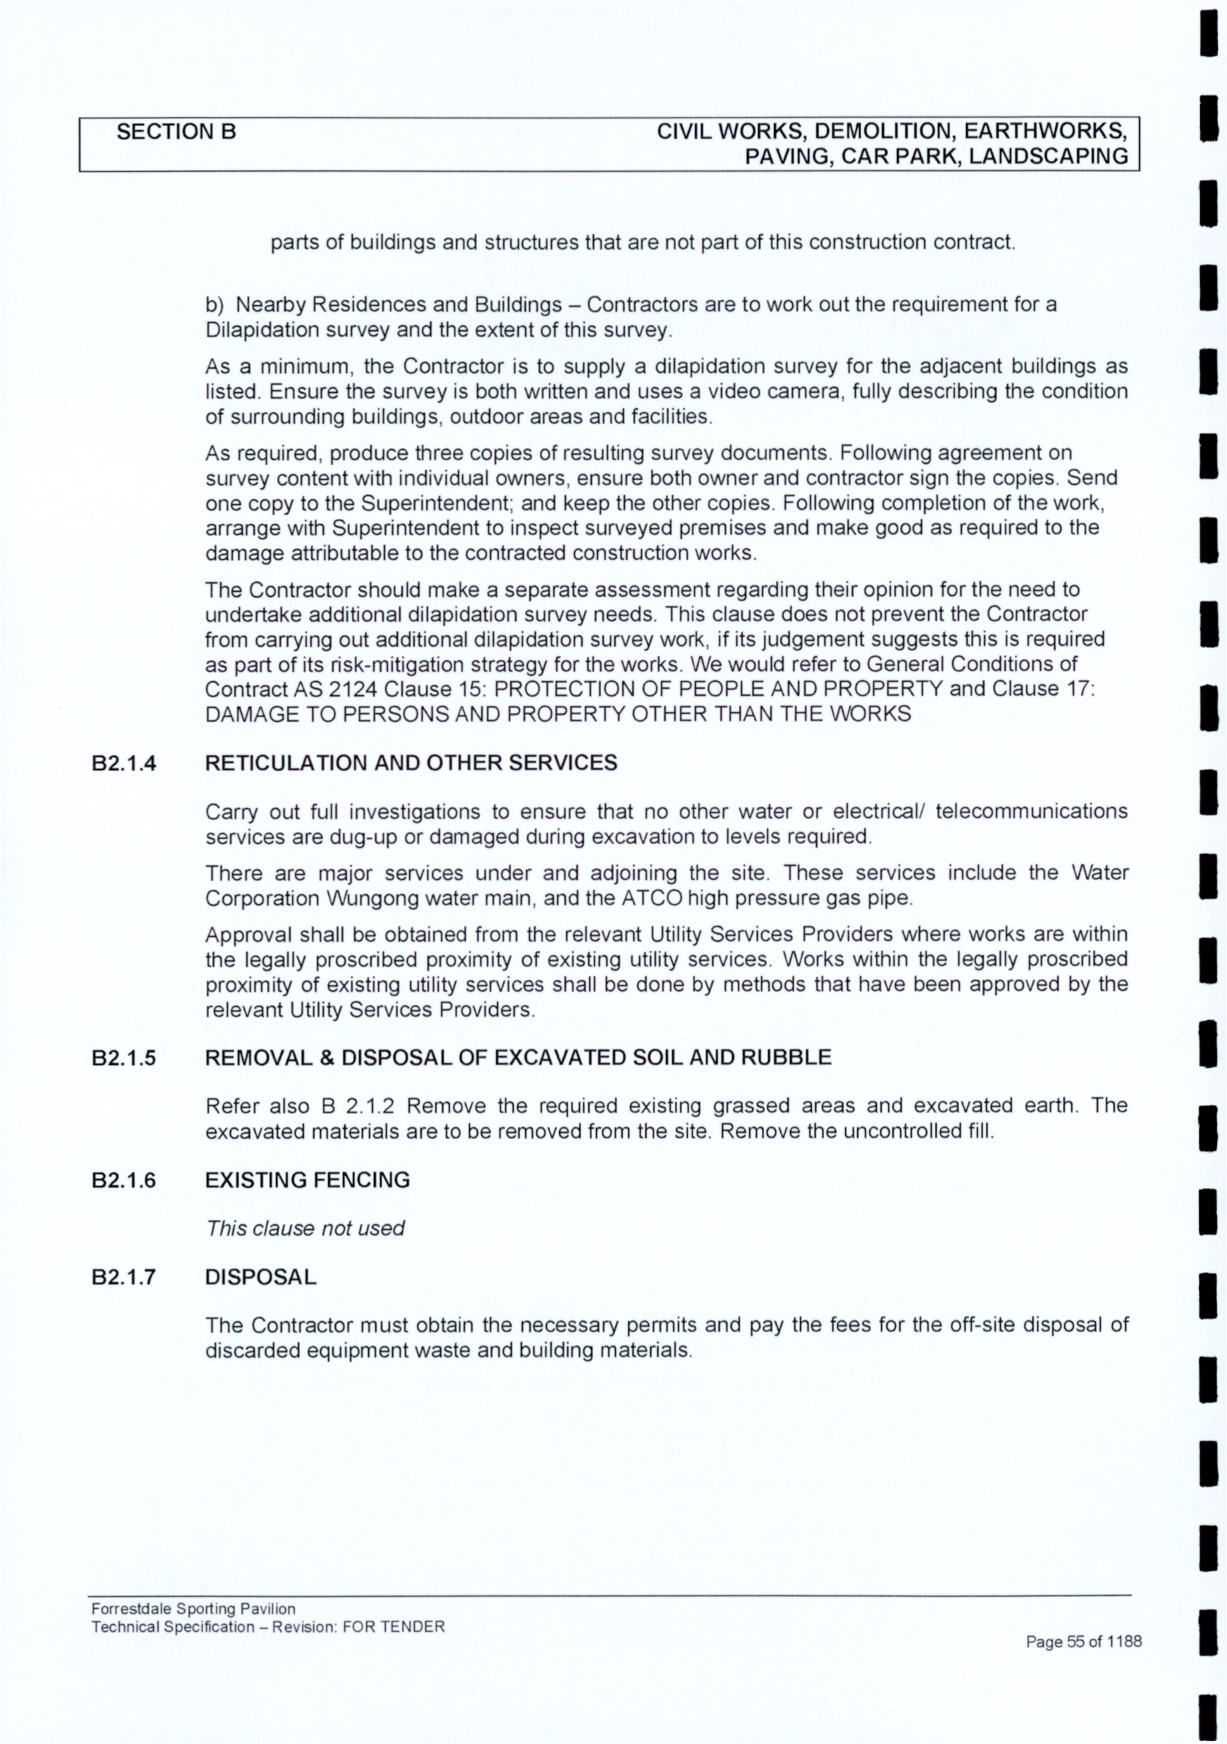 SECTION B
CIVIL WORKS, DEMOLITION, EARTHWORKS,
PAVING, CAR PARK, LANDSCAPING
parts of buildings and structures that are not part of this construction contract.
b) Nearby Residences and Buildings – Contractors are to work out the requirement for a
Dilapidation survey and the extent of this survey.
As a minimum, the Contractor is to supply a dilapidation survey for the adjacent buildings as
listed. Ensure the survey is both written and uses a video camera, fully describing the condition
of surrounding buildings, outdoor areas and facilities.
As required, produce three copies of resulting survey documents. Following agreement on
survey content with individual owners, ensure both owner and contractor sign the copies. Send
one copy to the Superintendent; and keep the other copies. Following completion of the work,
arrange with Superintendent to inspect surveyed premises and make good as required to the
damage attributable to the contracted construction works.
The Contractor should make a separate assessment regarding their opinion for the need to
undertake additional dilapidation survey needs. This clause does not prevent the Contractor
from carrying out additional dilapidation survey work, if its judgement suggests this is required
as part of its risk-mitigation strategy for the works. We would refer to General Conditions of
Contract AS 2124 Clause 15: PROTECTION OF PEOPLE AND PROPERTY and Clause 17:
DAMAGE TO PERSONS AND PROPERTY OTHER THAN THE WORKS
B2.1.4 RETICULATION AND OTHER SERVICES
Carry out full investigations to ensure that no other water or electrical/ telecommunications
services are dug-up or damaged during excavation to levels required.
There are major services under and adjoining the site. These services include the Water
Corporation Wungong water main, and the ATCO high pressure gas pipe.
Approval shall be obtained from the relevant Utility Services Providers where works are within
the legally proscribed proximity of existing utility services. Works within the legally proscribed
proximity of existing utility services shall be done by methods that have been approved by the
relevant Utility Services Providers.
B2.1.5 REMOVAL & DISPOSAL OF EXCAVATED SOIL AND RUBBLE
Refer also B 2.1.2 Remove the required existing grassed areas and excavated earth. The
excavated materials are to be removed from the site. Remove the uncontrolled fill.
B2.1.6 EXISTING FENCING
This clause not used
B2.1.7 DISPOSAL
The Contractor must obtain the necessary permits and pay the fees for the off-site disposal of
discarded equipment waste and building materials.
Forrestdale Sporting Pavilion
Technical Specification – Revision: FOR TENDER
Page 55 of 1188